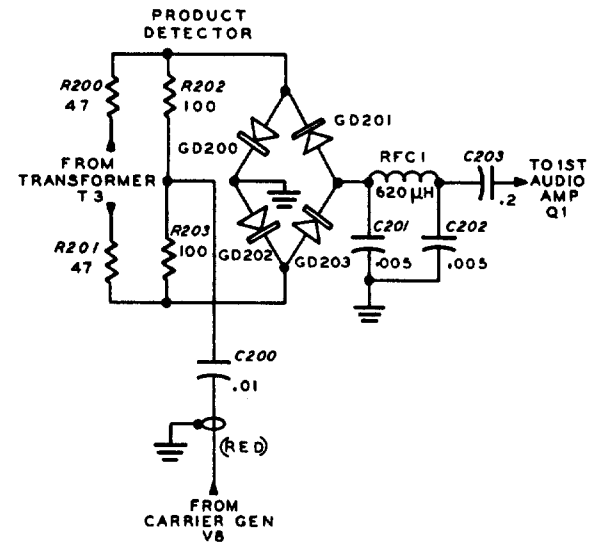 PRODUCT
DETECTOR
R200
47
R202
100
GD201
GD200
RFC1
620 µH
C203
.2
TO 1ST
AUDIO
AMP
Q1
FROM
TRANSFORMER
T3
R201
47
R203
100
GD202
GD203
C201
.005
C202
.005
C200
.01
(RED)
FROM
CARRIER GEN
V8